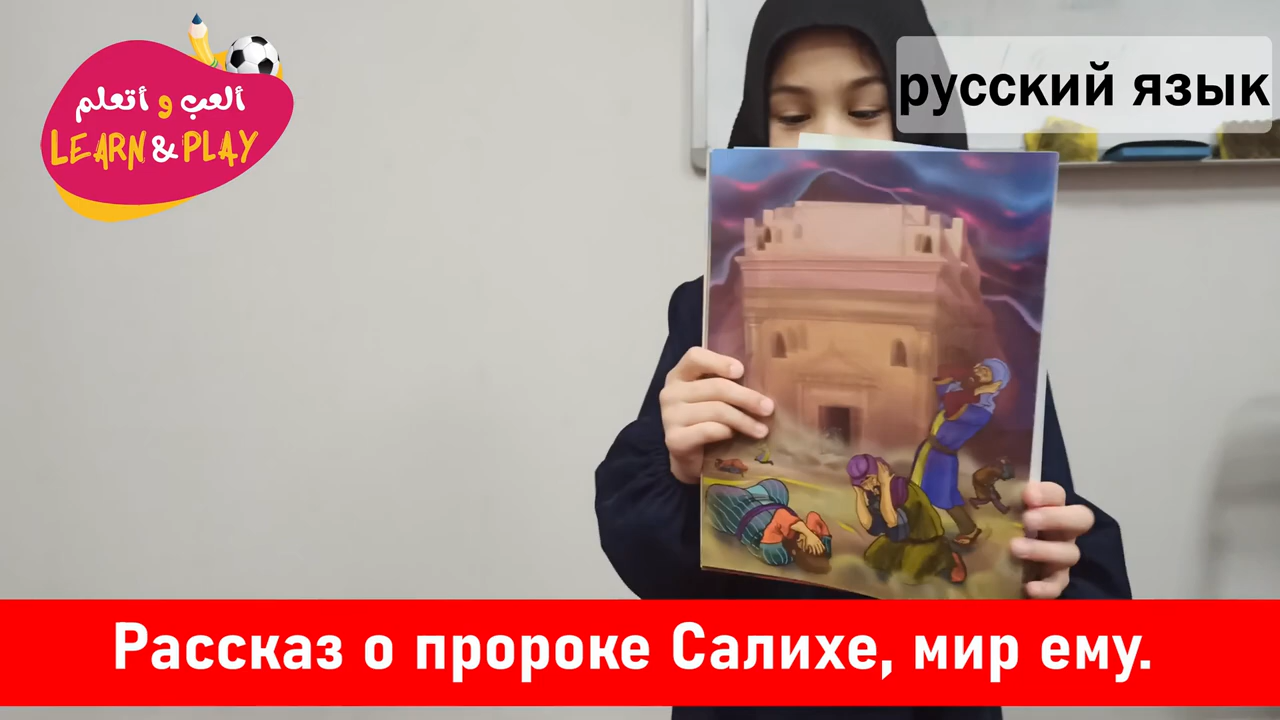 ألعب و أتعلم
LEARN & PLAY
русский язык
Рассказ о пророке Салихе, мир ему.